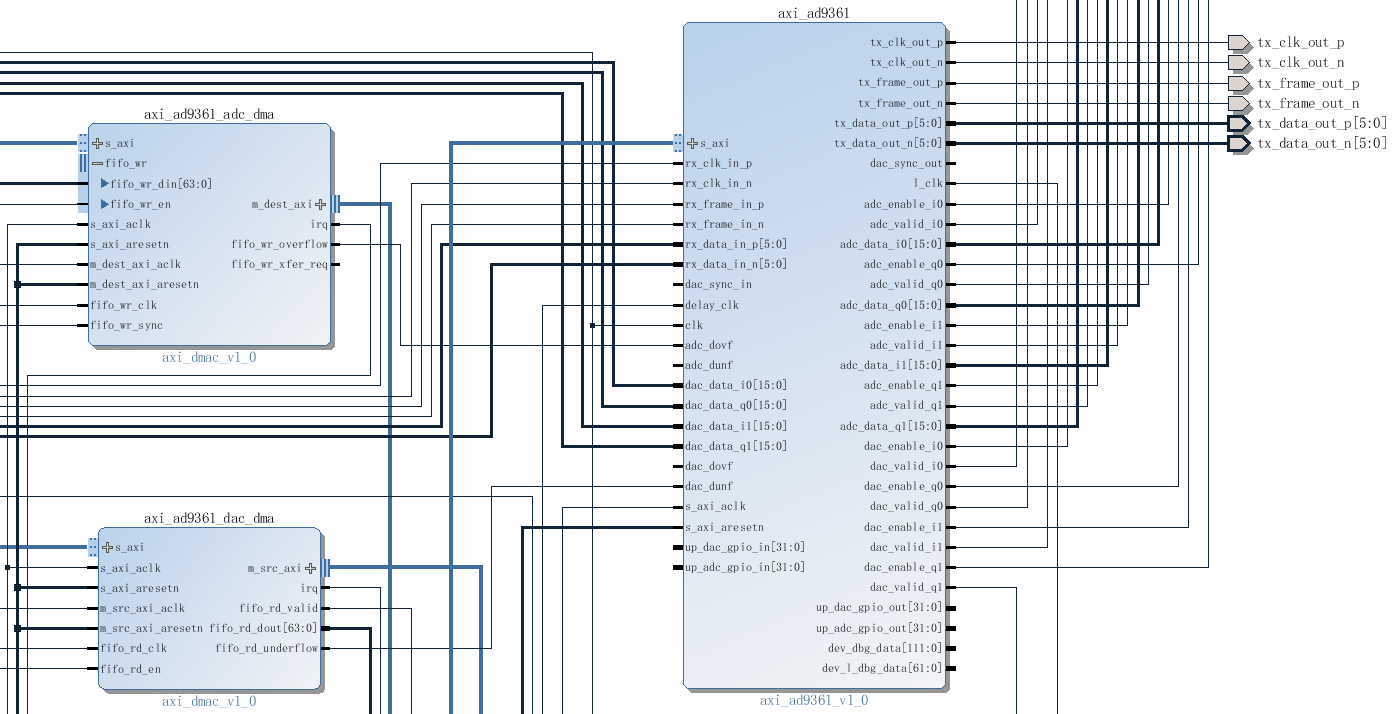 axi_ad9361_adc_dma
s_axi
fifo_wr
fifo_wr_din[63:0]
fifo_wr_en
s_axi_aclk
s_axi_aresetn
m_dest_axi_aclk
m_dest_axi_aresetn
fifo_wr_clk
fifo_wr_sync
m_dest_axi
irq
fifo_wr_overflow
fifo_wr_xfer_req
axi_dmac_v1_0
axi_ad9361_dac_dma
s_axi
s_axi_aclk
s_axi_aresetn
m_src_axi_aclk
m_src_axi_aresetn
fifo_rd_clk
fifo_rd_en
m_src_axi
irq
fifo_rd_valid
fifo_rd_dout[63:0]
fifo_rd_underflow
axi_dmac_v1_0
axi_ad9361
s_axi
rx_clk_in_p
rx_clk_in_n
rx_frame_in_p
rx_frame_in_n
rx_data_in_p[5:0]
rx_data_in_n[5:0]
dac_sync_in
delay_clk
clk
adc_dovf
adc_dunf
dac_data_i0[15:0]
dac_data_q0[15:0]
dac_data_i1[15:0]
dac_data_q1[15:0]
dac_dovf
dac_dunf
s_axi_aclk
s_axi_aresetn
up_dac_gpio_in[31:0]
up_adc_gpio_in[31:0]
tx_clk_out_p
tx_clk_out_n
tx_frame_out_p
tx_frame_out_n
tx_data_out_p[5:0]
tx_data_out_n[5:0]
dac_sync_out
l_clk
adc_enable_i0
adc_valid_i0
adc_data_i0[15:0]
adc_enable_q0
adc_valid_q0
adc_data_q0[15:0]
adc_enable_i1
adc_valid_i1
adc_data_i1[15:0]
adc_enable_q1
adc_valid_q1
adc_data_q1[15:0]
dac_enable_i0
dac_valid_i0
dac_enable_q0
dac_valid_q0
dac_enable_i1
dac_valid_i1
dac_enable_q1
dac_valid_q1
up_dac_gpio_out[31:0]
up_adc_gpio_out[31:0]
dev_dbg_data[111:0]
dev_l_dbg_data[61:0]
axi_ad9361_v1_0
tx_clk_out_p
tx_clk_out_n
tx_frame_out_p
tx_frame_out_n
tx_data_out_p[5:0]
tx_data_out_n[5:0]